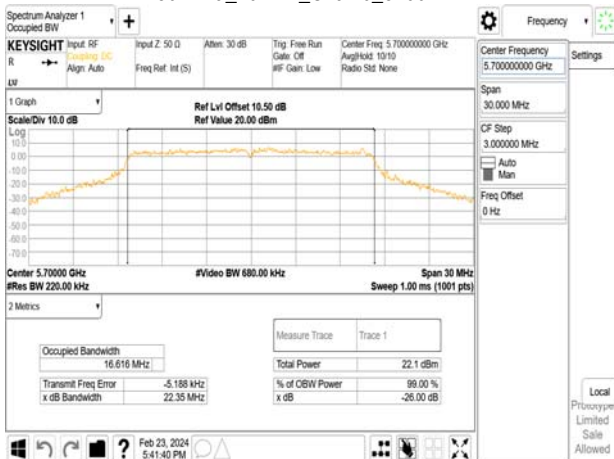 Spectrum Analyzer 1
Occupied BW
+
Frequency
KEYSIGHT
R
Input: RF
Coupling: DC
Align: Auto
Input Z: 50 Ω
Freq Ref: Int (S)
Atten: 30 dB
Trig: Free Run
Gate: Off
#IF Gain: Low
Center Freq: 5.700000000 GHz
Avg|Hold: 10/10
Radio Std: None
LXI
1 Graph
Scale/Div 10.0 dB
Ref Lvl Offset 10.50 dB
Ref Value 20.00 dBm
Log
10.0
0.00
-10.0
-20.0
-30.0
-40.0
-50.0
-60.0
-70.0
Center 5.70000 GHz
#Res BW 220.00 kHz
#Video BW 680.00 kHz
Span 30 MHz
Sweep 1.00 ms (1001 pts)
2 Metrics
Measure Trace
Trace 1
Occupied Bandwidth
16.616 MHz
Total Power
22.1 dBm
Transmit Freq Error
-5.188 kHz
% of OBW Power
99.00 %
x dB Bandwidth
22.35 MHz
x dB
-26.00 dB
Center Frequency
5.700000000 GHz
Settings
Span
30.000 MHz
CF Step
3.000000 MHz
Auto
Man
Freq Offset
0 Hz
Local
Prototype
Limited
Sale
Allowed
?
Feb 23, 2024
5:41:40 PM